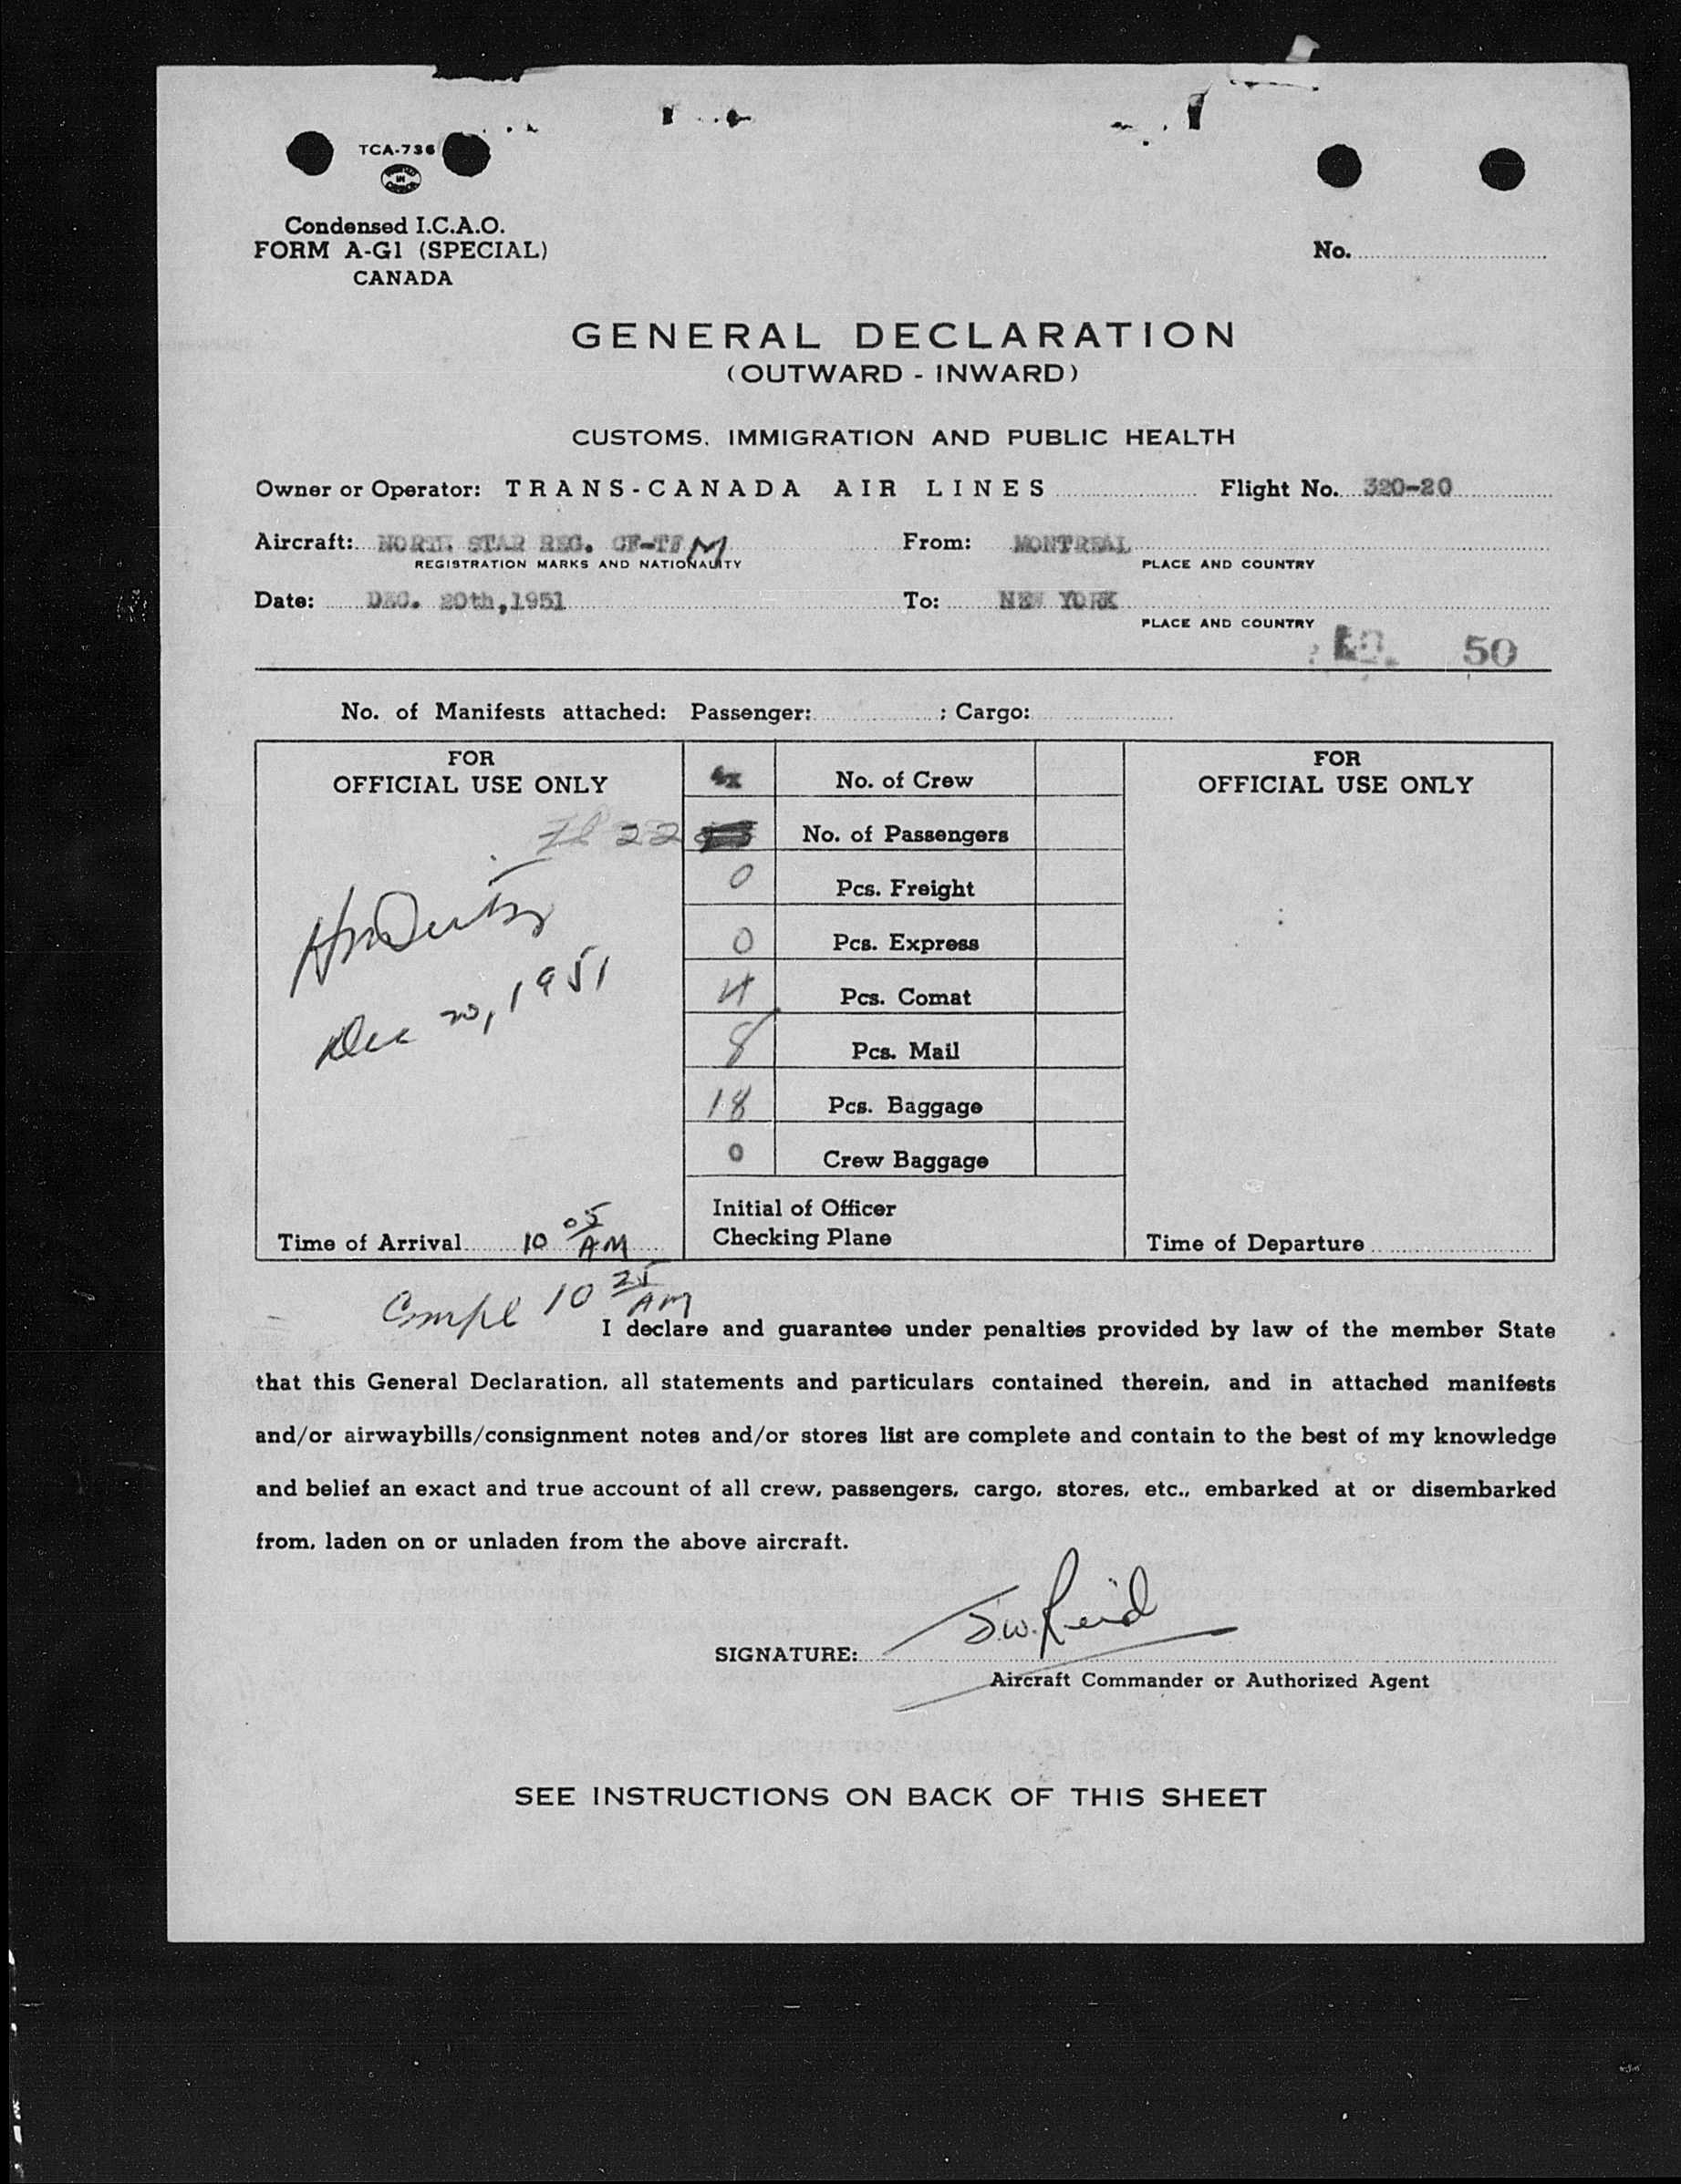 TCA-736
Condensed I.C.A.O.
FORM A-G1 (SPECIAL)
CANADA
No.
GENERAL DECLARATION
(OUTWARD - INWARD)
CUSTOMS, IMMIGRATION AND PUBLIC HEALTH
Owner or Operator: TRANS-CANADA AIR LINES Flight No. 320-20
Aircraft: NORTH STAR REG. CF-TFM From: MONTREAL
REGISTRATION MARKS AND NATIONALITY PLACE AND COUNTRY
Date: DEC. 20th,1951 To: NEW YORK
PLACE AND COUNTRY
50
No. of Manifests attached: Passenger: ; Cargo:
FOR
OFFICIAL USE ONLY
22
Dec 20, 1951
Time of Arrival 10 05 AM
Compl 10 25 AM
No. of Crew
No. of Passengers
0 Pcs. Freight
0 Pcs. Express
4 Pcs. Comat
8 Pcs. Mail
18 Pcs. Baggage
0 Crew Baggage
Initial of Officer
Checking Plane
FOR
OFFICIAL USE ONLY
Time of Departure
I declare and guarantee under penalties provided by law of the member State
that this General Declaration, all statements and particulars contained therein, and in attached manifests
and/or airwaybills/consignment notes and/or stores list are complete and contain to the best of my knowledge
and belief an exact and true account of all crew, passengers, cargo, stores, etc., embarked at or disembarked
from, laden on or unladen from the above aircraft.
SIGNATURE: J.W. Reid
Aircraft Commander or Authorized Agent
SEE INSTRUCTIONS ON BACK OF THIS SHEET